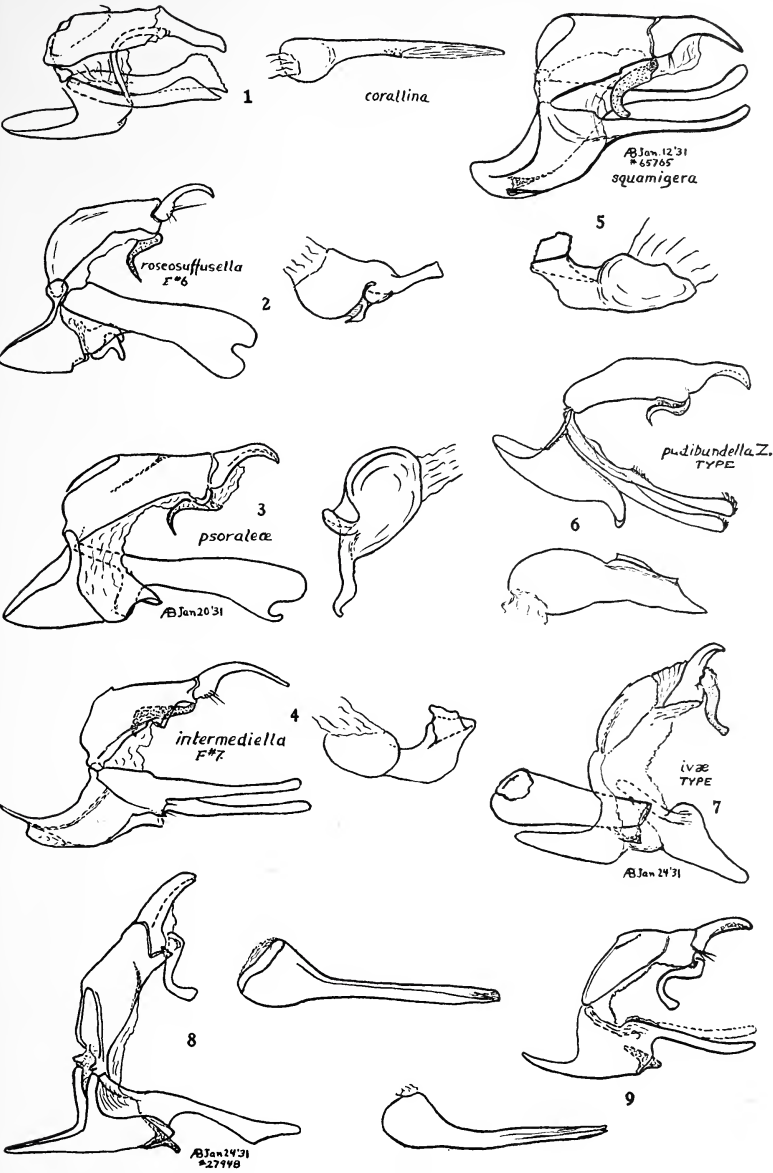 1
corallina
ÆB Jan. 12 '31
# 65765
squamigera
5
roseosuffusella
F #6
2
pudibundella Z.
TYPE
6
3
psoraleæ
ÆB Jan 20 '31
4
intermediella
F #7.
ivæ
TYPE
7
ÆB Jan 24 '31
8
ÆB Jan 24 '31
#27948
9